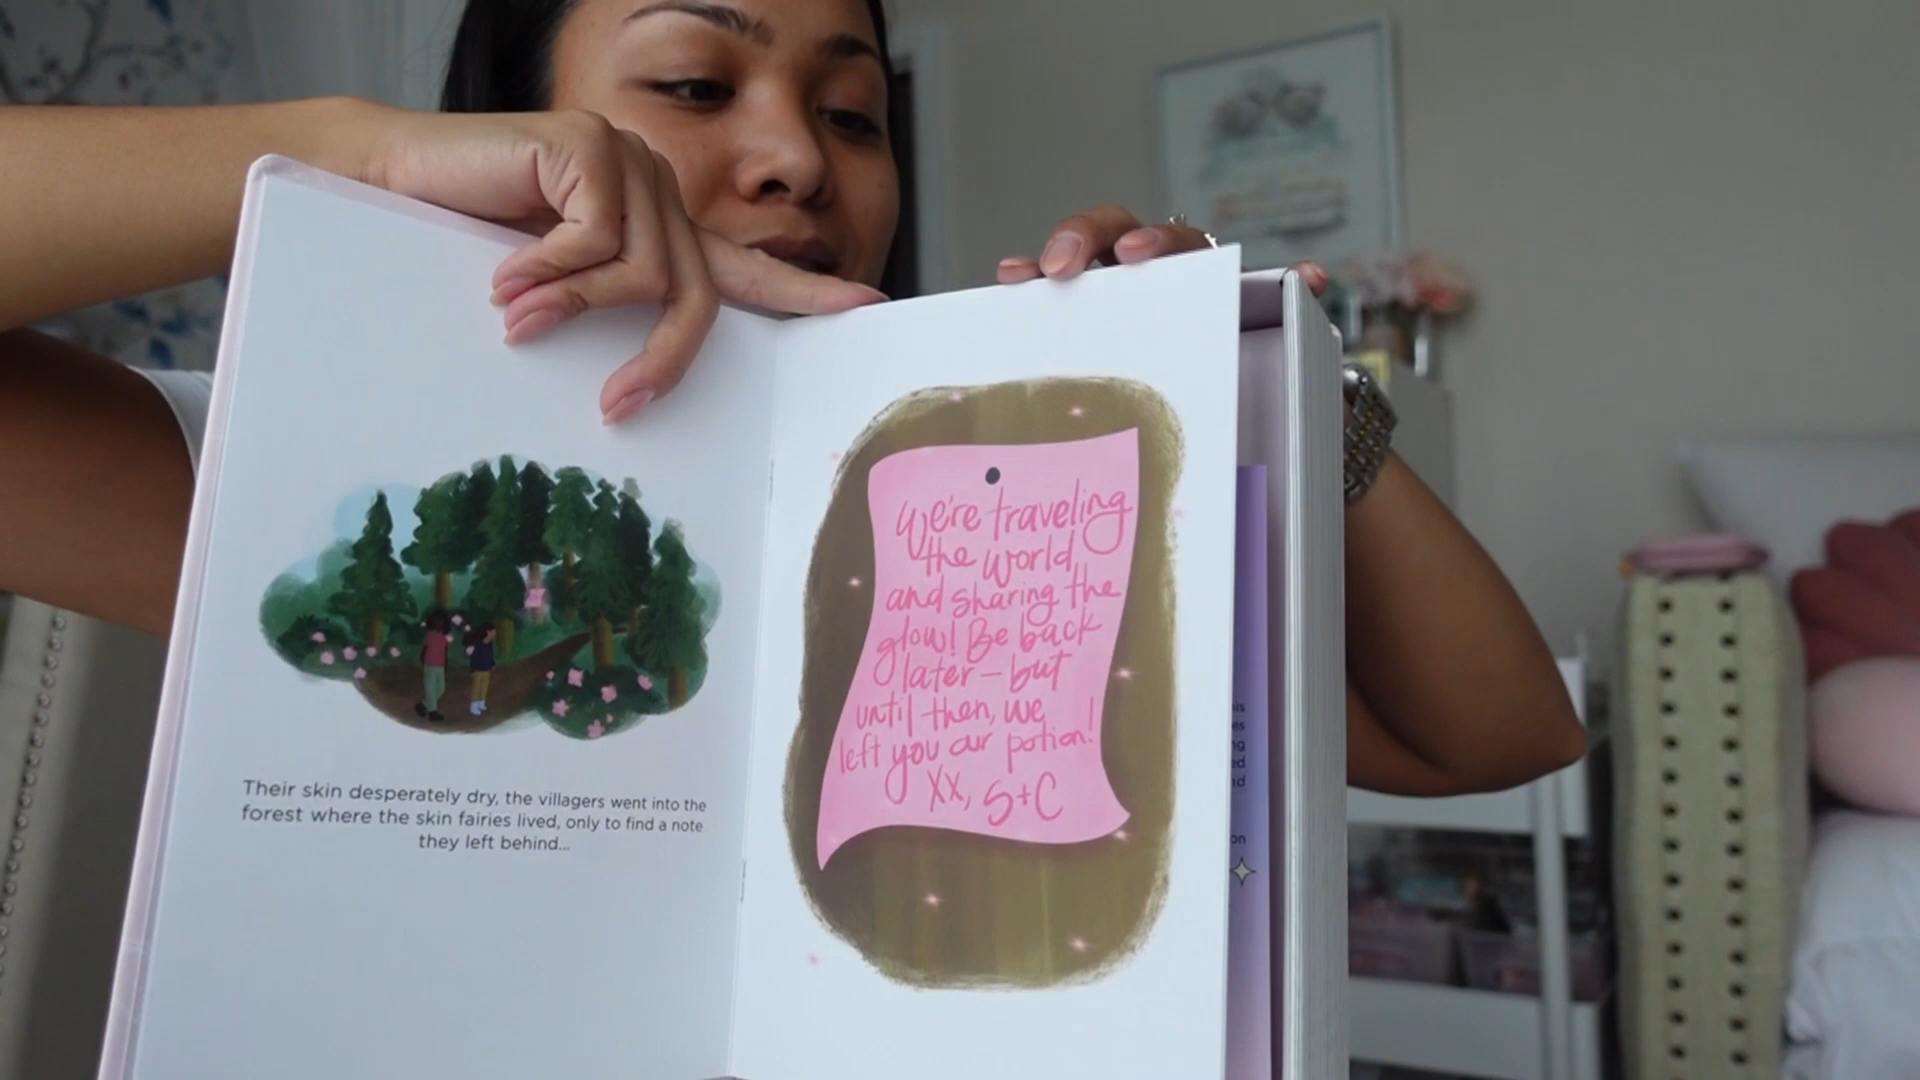 Their skin desperately dry, the villagers went into the
forest where the skin fairies lived, only to find a note
they left behind...
We're traveling
the world
and sharing the
glow! Be back
later—but
until then, we
left you our potion!
XX, S+C